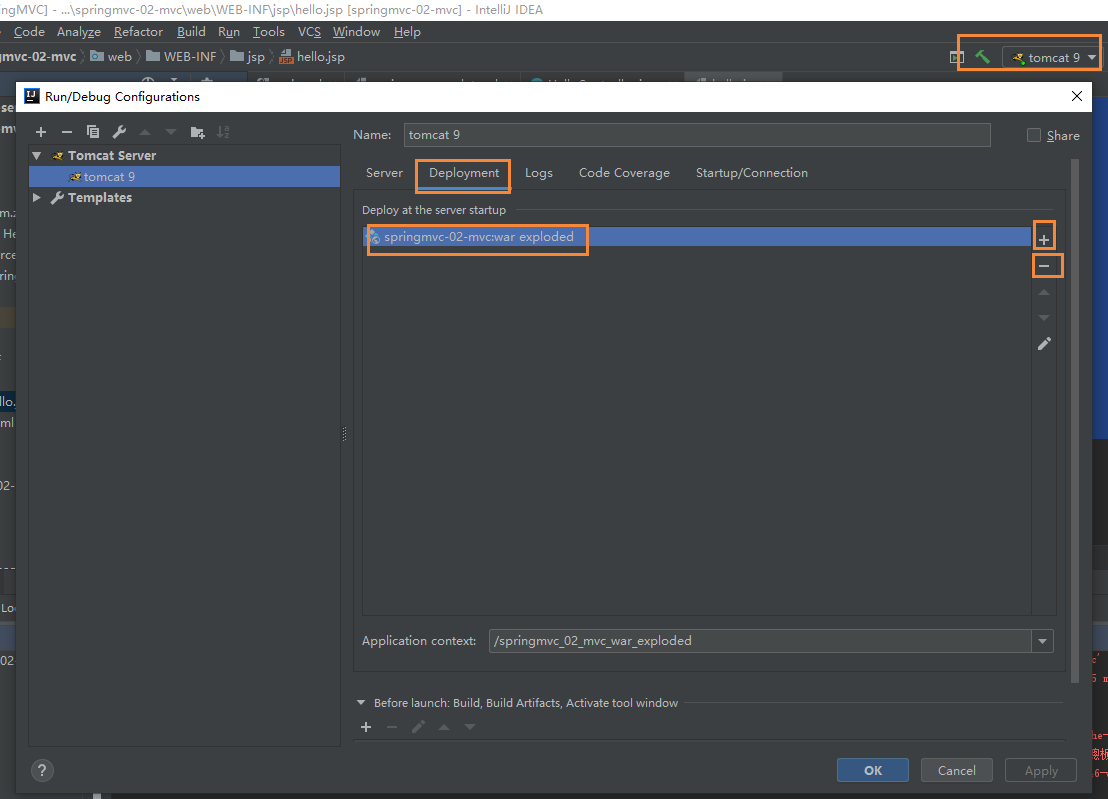 ingMVC] - ...\springmvc-02-mvc\web\WEB-INF\jsp\hello.jsp [springmvc-02-mvc] - IntelliJ IDEA
Code Analyze Refactor Build Run Tools VCS Window Help
gmvc-02-mvc web WEB-INF jsp hello.jsp tomcat 9
Run/Debug Configurations
Name: tomcat 9 Share
Tomcat Server
tomcat 9
Templates
Server Deployment Logs Code Coverage Startup/Connection
Deploy at the server startup
springmvc-02-mvc:war exploded
Application context: /springmvc_02_mvc_war_exploded
Before launch: Build, Build Artifacts, Activate tool window
? OK Cancel Apply